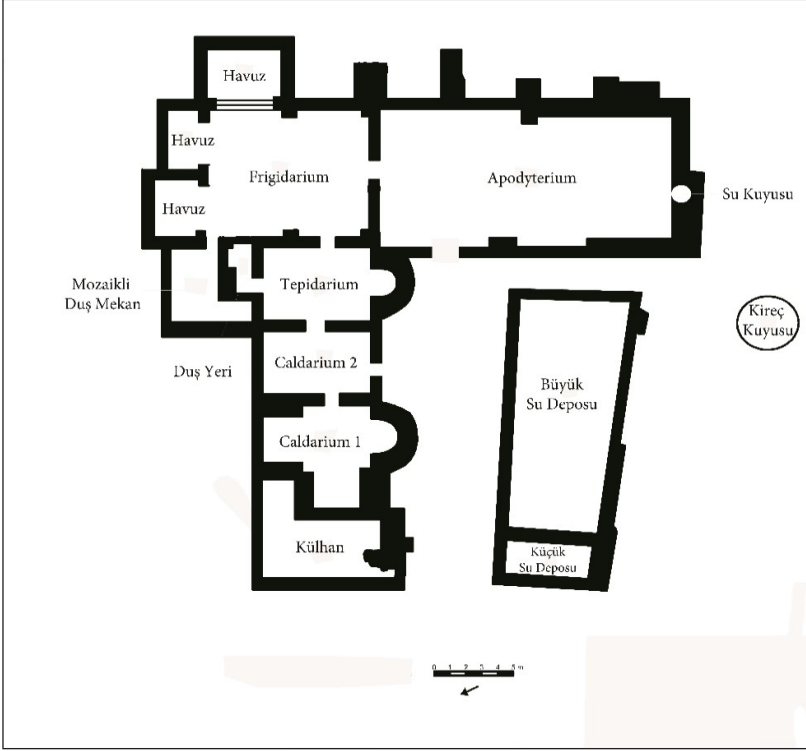 Havuz
Havuz
Frigidarium
Apodyterium
Su Kuyusu
Havuz
Mozaikli
Duş Mekan
Tepidarium
Kireç
Kuyusu
Duş Yeri
Caldarium 2
Büyük
Su Deposu
Caldarium 1
Külhan
Küçük
Su Deposu
0 1 2 3 4 5 m